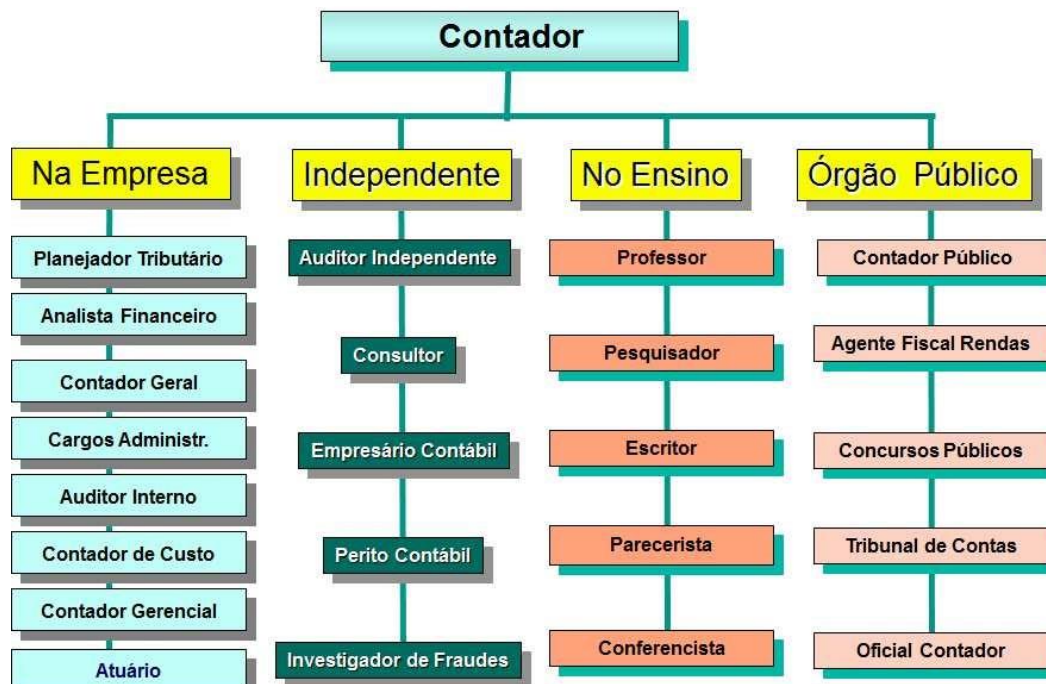 Contador
Na Empresa
Planejador Tributário
Analista Financeiro
Contador Geral
Cargos Administr.
Auditor Interno
Contador de Custo
Contador Gerencial
Atuário
Independente
Auditor Independente
Consultor
Empresário Contábil
Perito Contábil
Investigador de Fraudes
No Ensino
Professor
Pesquisador
Escritor
Parecerista
Conferencista
Órgão Público
Contador Público
Agente Fiscal Rendas
Concursos Públicos
Tribunal de Contas
Oficial Contador